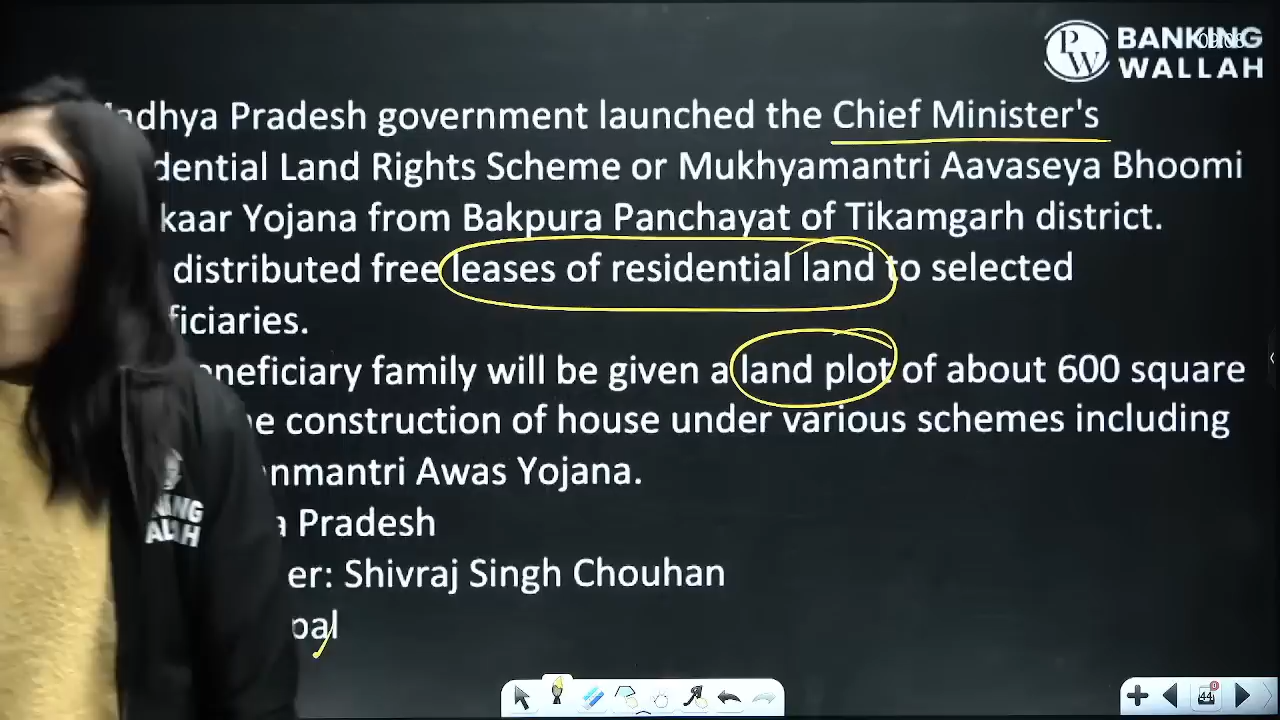 BANKING
WALLAH
Madhya Pradesh government launched the Chief Minister's
dential Land Rights Scheme or Mukhyamantri Aavaseya Bhoomi
kaar Yojana from Bakpura Panchayat of Tikamgarh district.
distributed free leases of residential land to selected
ficiaries.
neficiary family will be given a land plot of about 600 square
e construction of house under various schemes including
nmantri Awas Yojana.
a Pradesh
er: Shivraj Singh Chouhan
pal